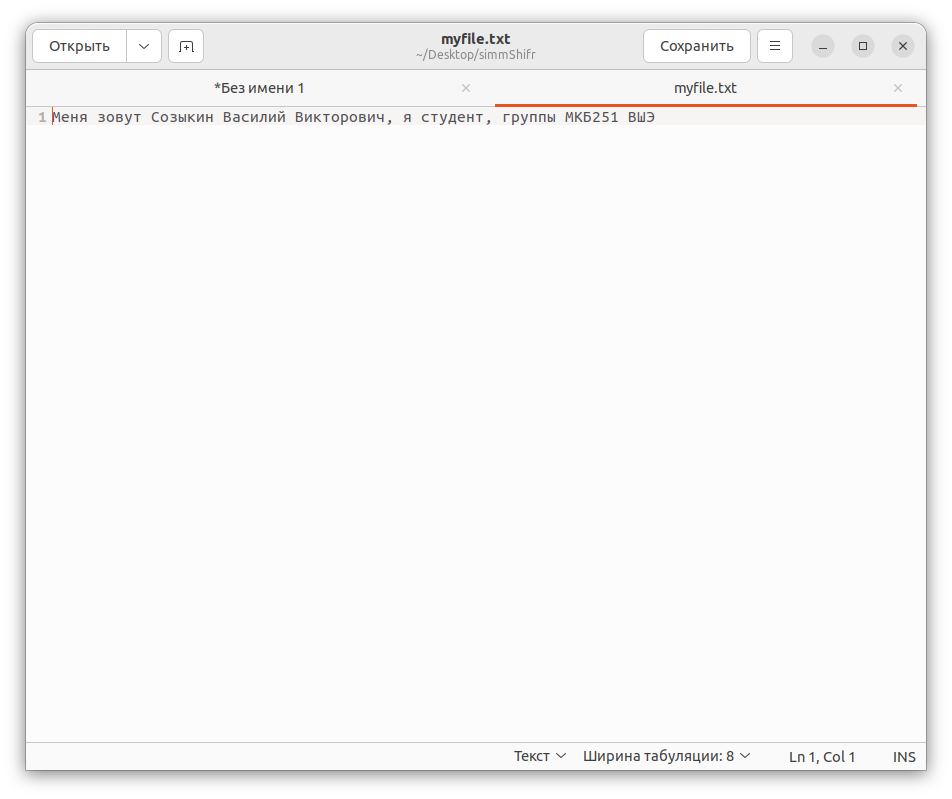 Открыть
myfile.txt
~/Desktop/simmShifr
Сохранить
*Без имени 1
myfile.txt
1 Меня зовут Созыкин Василий Викторович, я студент, группы МКБ251 ВШЭ
Текст Ширина табуляции: 8 Ln 1, Col 1 INS